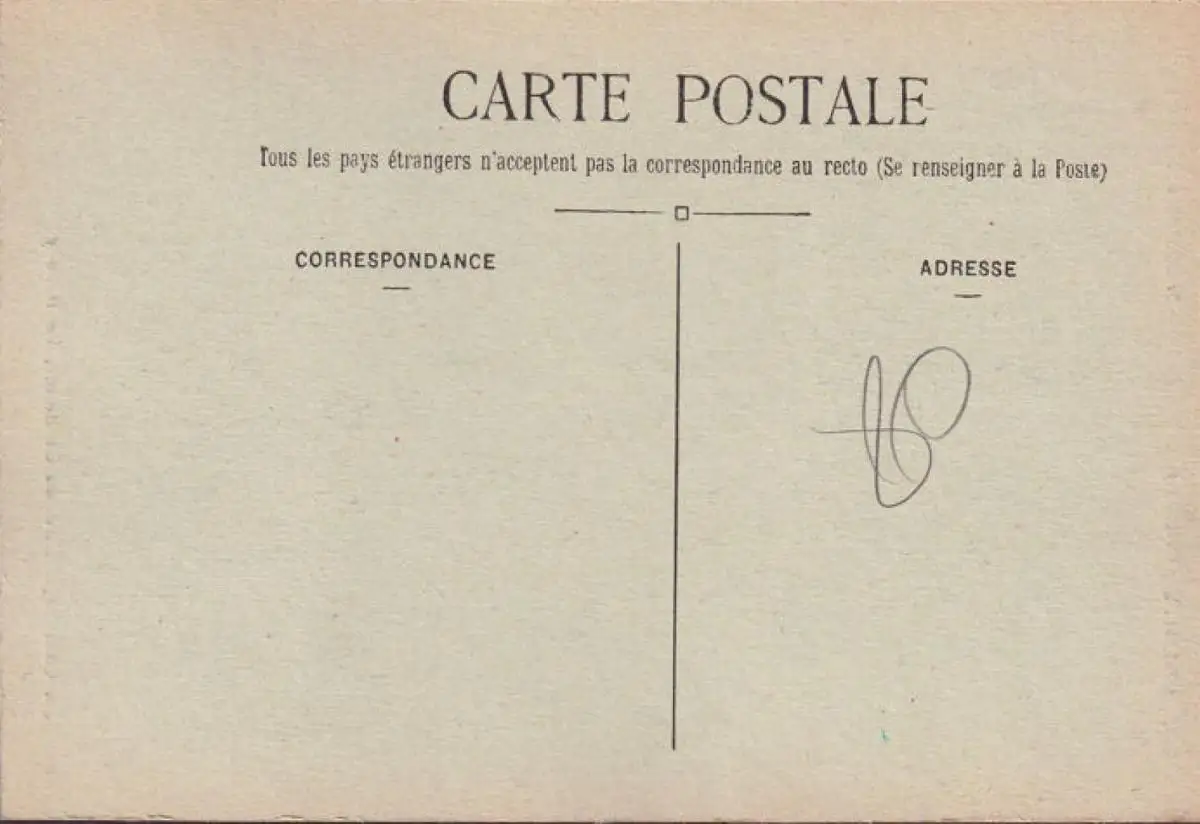 CARTE POSTALE
Tous les pays étrangers n'acceptent pas la correspondance au recto (Se renseigner à la Poste)
CORRESPONDANCE
ADRESSE